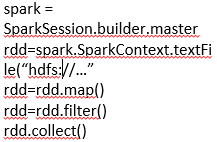 spark =
SparkSession.builder.master
rdd=spark.SparkContext.textFi
le(“hdfs://…”
rdd=rdd.map()
rdd=rdd.filter()
rdd.collect()